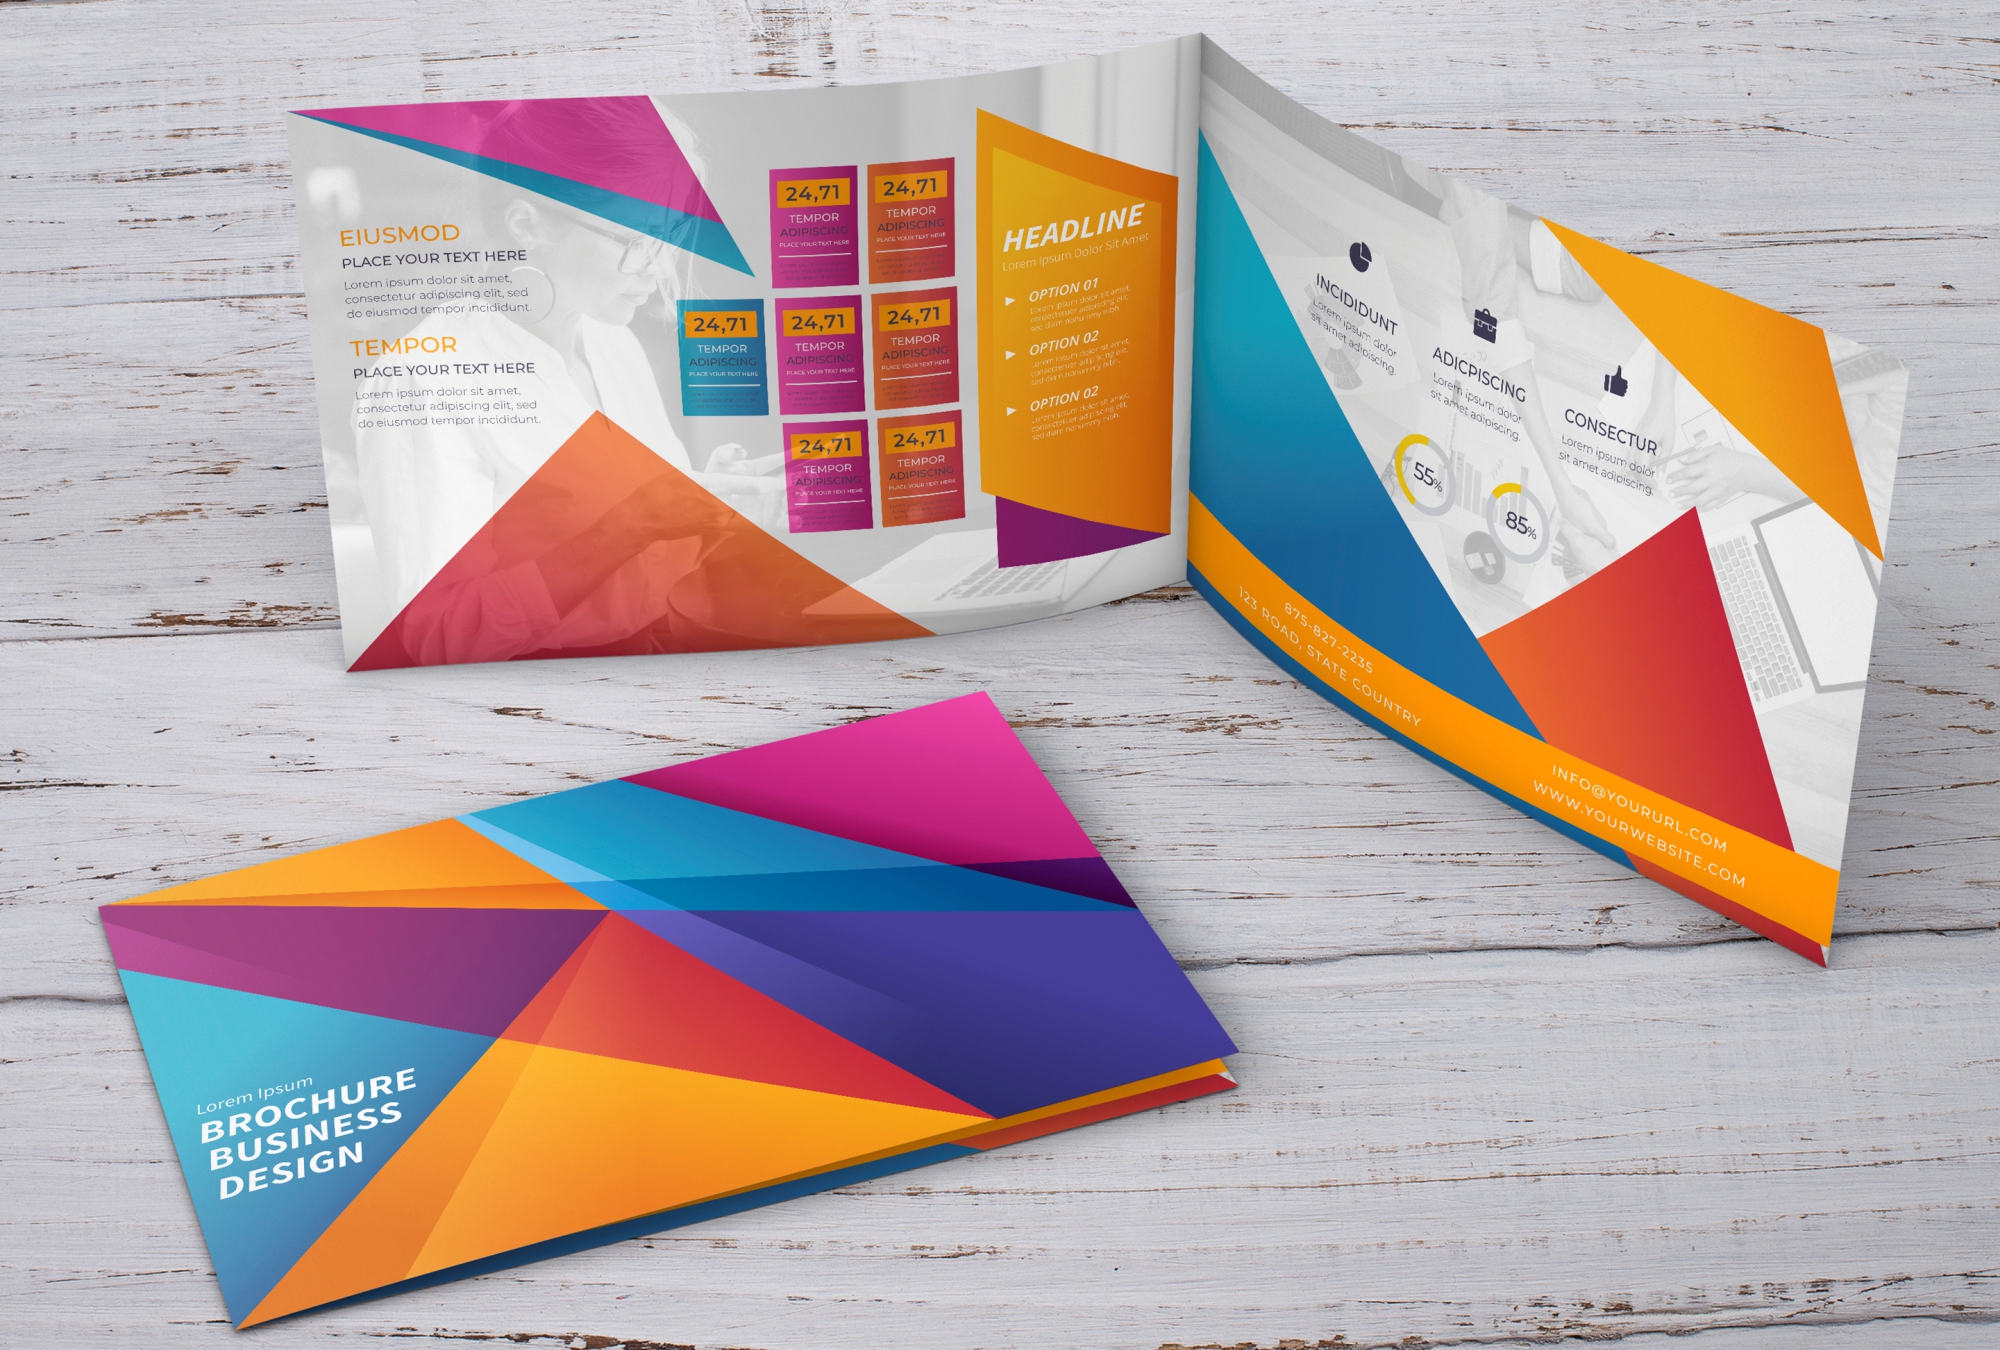 EIUSMOD
PLACE YOUR TEXT HERE
Lorem ipsum dolor sit amet,
consectetur adipiscing elit, sed
do eiusmod tempor incididunt.
TEMPOR
PLACE YOUR TEXT HERE
Lorem ipsum dolor sit amet,
consectetur adipiscing elit, sed
do eiusmod tempor incididunt.
24,71
TEMPOR
ADIPISCING
PLACE YOUR TEXT HERE
24,71
TEMPOR
ADIPISCING
PLACE YOUR TEXT HERE
24,71
TEMPOR
ADIPISCING
PLACE YOUR TEXT HERE
24,71
TEMPOR
ADIPISCING
PLACE YOUR TEXT HERE
24,71
TEMPOR
ADIPISCING
PLACE YOUR TEXT HERE
24,71
TEMPOR
ADIPISCING
PLACE YOUR TEXT HERE
24,71
TEMPOR
ADIPISCING
PLACE YOUR TEXT HERE
HEADLINE
Lorem Ipsum Dolor Sit Amet
OPTION 01
Lorem ipsum dolor sit amet,
consectetuer adipiscing elit,
sed diam nonummy nibh.
OPTION 02
Lorem ipsum dolor sit amet,
consectetuer adipiscing elit,
sed diam nonummy nibh.
OPTION 02
Lorem ipsum dolor sit amet,
consectetuer adipiscing elit,
sed diam nonummy nibh.
INCIDIDUNT
Lorem ipsum dolor
sit amet adipiscing.
ADICPISCING
Lorem ipsum dolor
sit amet adipiscing.
CONSECTUR
Lorem ipsum dolor
sit amet adipiscing.
55%
85%
875-827-2235
123 ROAD, STATE COUNTRY
INFO@YOURURL.COM
WWW.YOURWEBSITE.COM
Lorem Ipsum
BROCHURE
BUSINESS
DESIGN